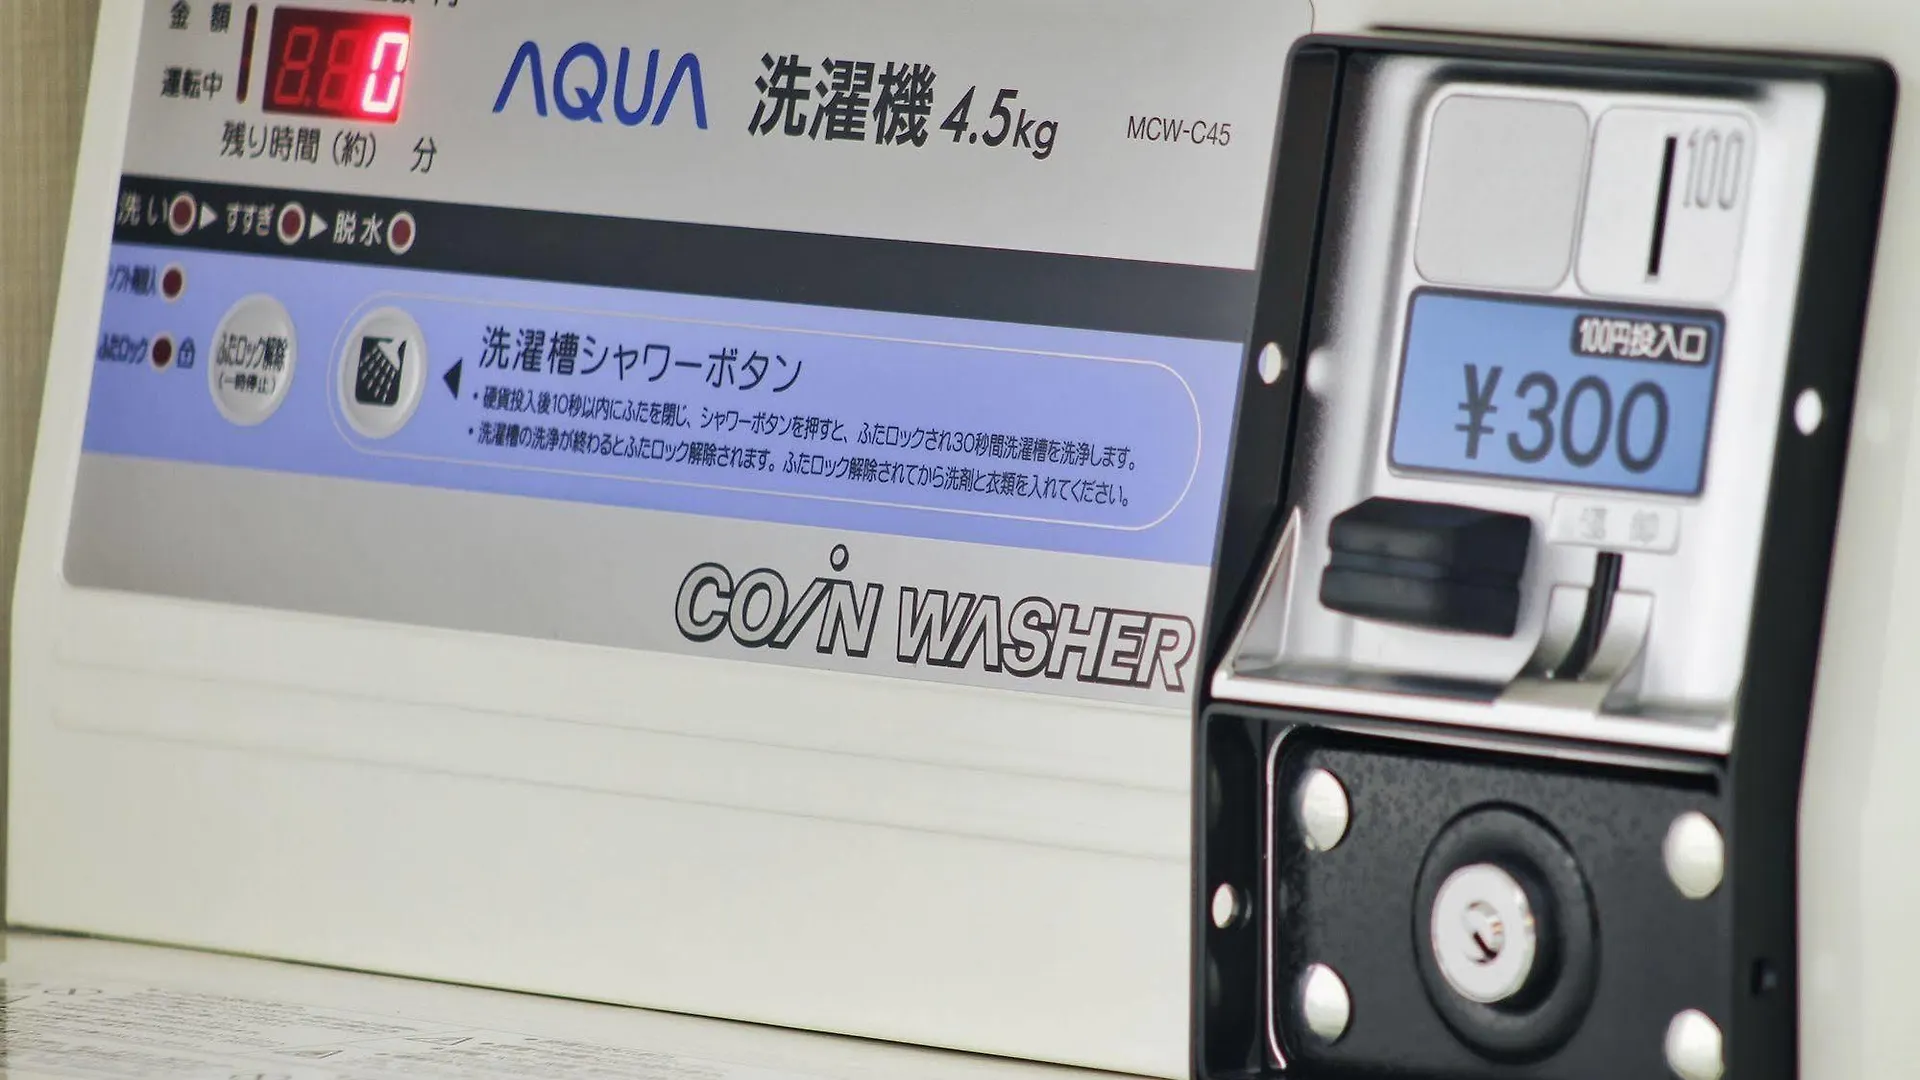 金額
運転中
0
残り時間(約) 分
AQUA 洗濯機 4.5kg MCW-C45
洗い▶すすぎ▶脱水
ふたロック
ふたロック解除
(一時停止)
◀洗濯槽シャワーボタン
・硬貨投入後10秒以内にふたを閉じ、シャワーボタンを押すと、ふたロックされ30秒間洗濯槽を洗浄します。
・洗濯槽の洗浄が終わるとふたロック解除されます。ふたロック解除されてから洗剤と衣類を入れてください。
COIN WASHER
100
100円投入口
¥300